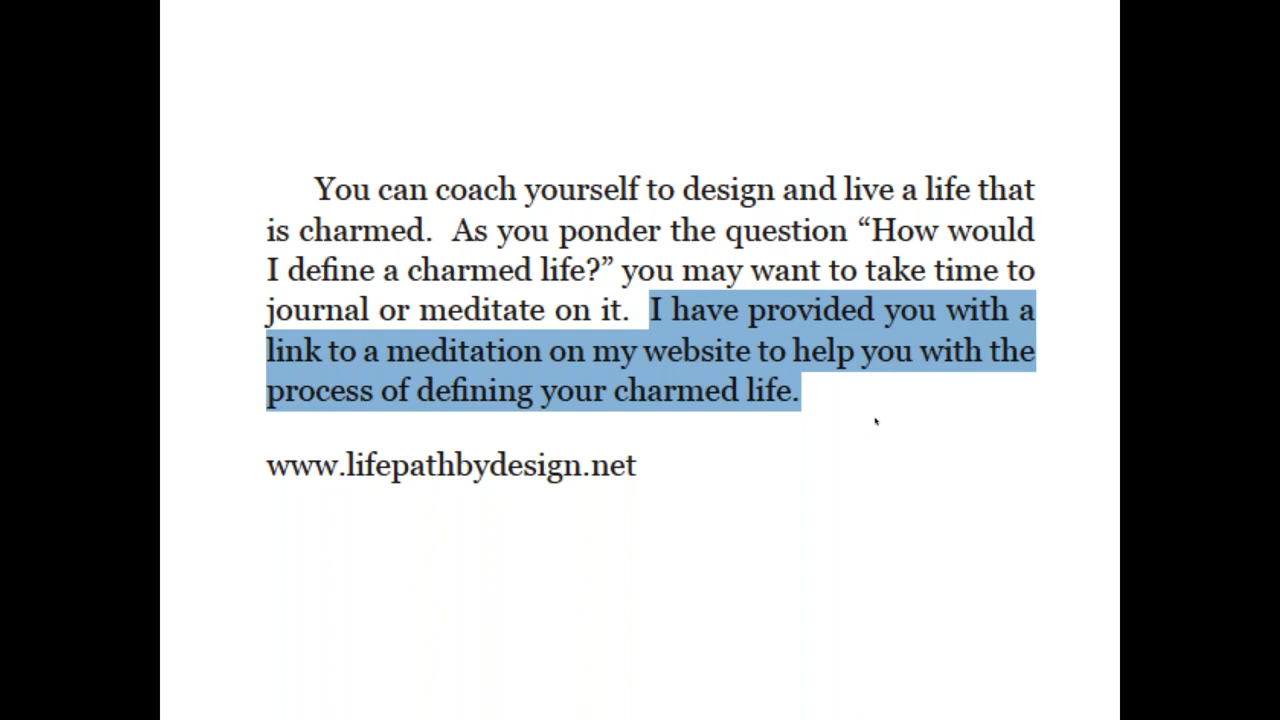 You can coach yourself to design and live a life that
is charmed.  As you ponder the question “How would
I define a charmed life?” you may want to take time to
journal or meditate on it.  I have provided you with a
link to a meditation on my website to help you with the
process of defining your charmed life.
www.lifepathbydesign.net